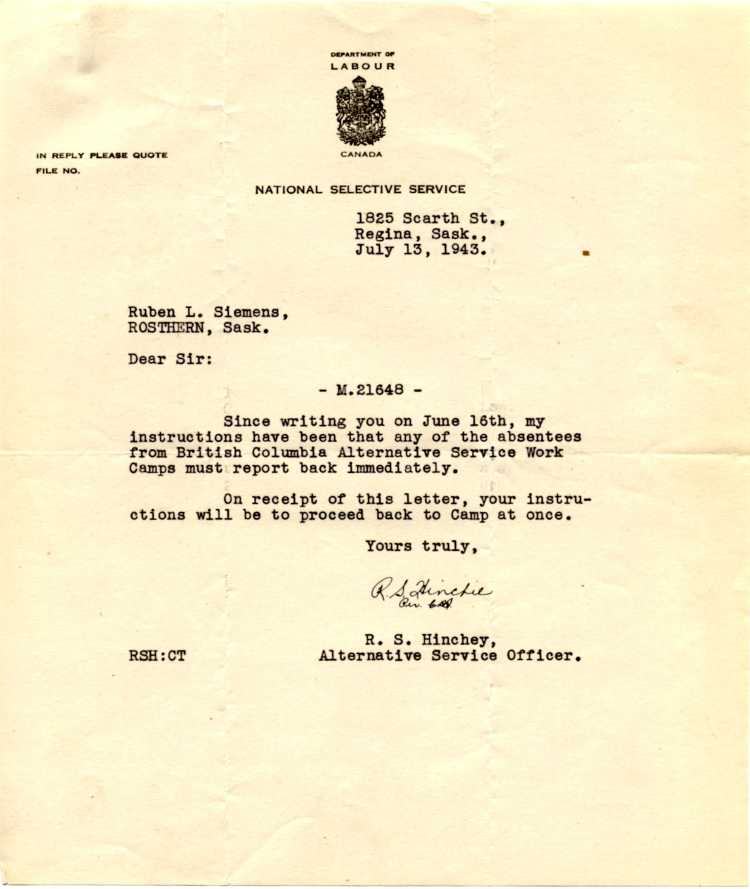 DEPARTMENT OF
LABOUR
CANADA
IN REPLY PLEASE QUOTE
FILE NO.
NATIONAL SELECTIVE SERVICE
1825 Scarth St.,
Regina, Sask.,
July 13, 1943.
Ruben L. Siemens,
ROSTHERN, Sask.
Dear Sir:
- M.21648 -
Since writing you on June 16th, my
instructions have been that any of the absentees
from British Columbia Alternative Service Work
Camps must report back immediately.
On receipt of this letter, your instru-
ctions will be to proceed back to Camp at once.
Yours truly,
R S Hinchie
R. S. Hinchey,
RSH:CT Alternative Service Officer.